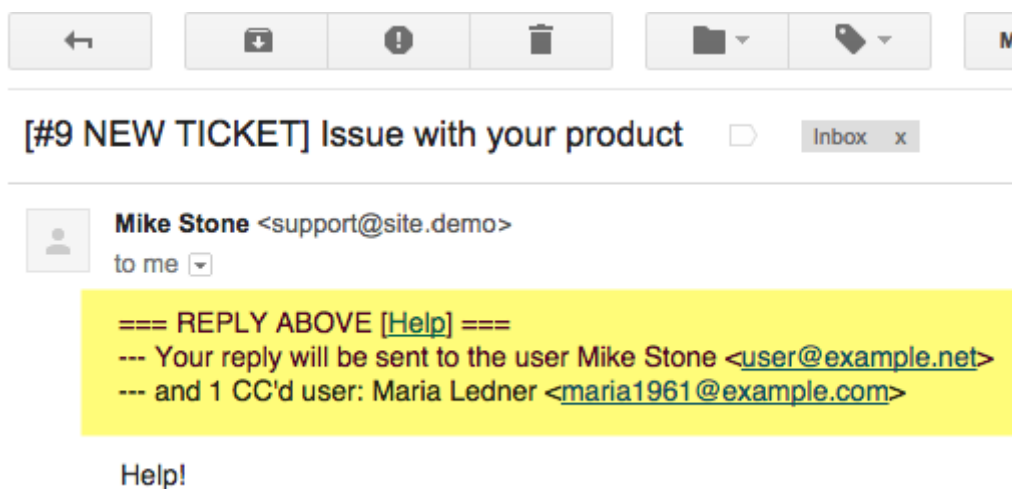 [#9 NEW TICKET] Issue with your product Inbox x
Mike Stone <support@site.demo>
to me
=== REPLY ABOVE [Help] ===
--- Your reply will be sent to the user Mike Stone <user@example.net>
--- and 1 CC'd user: Maria Ledner <maria1961@example.com>
Help!